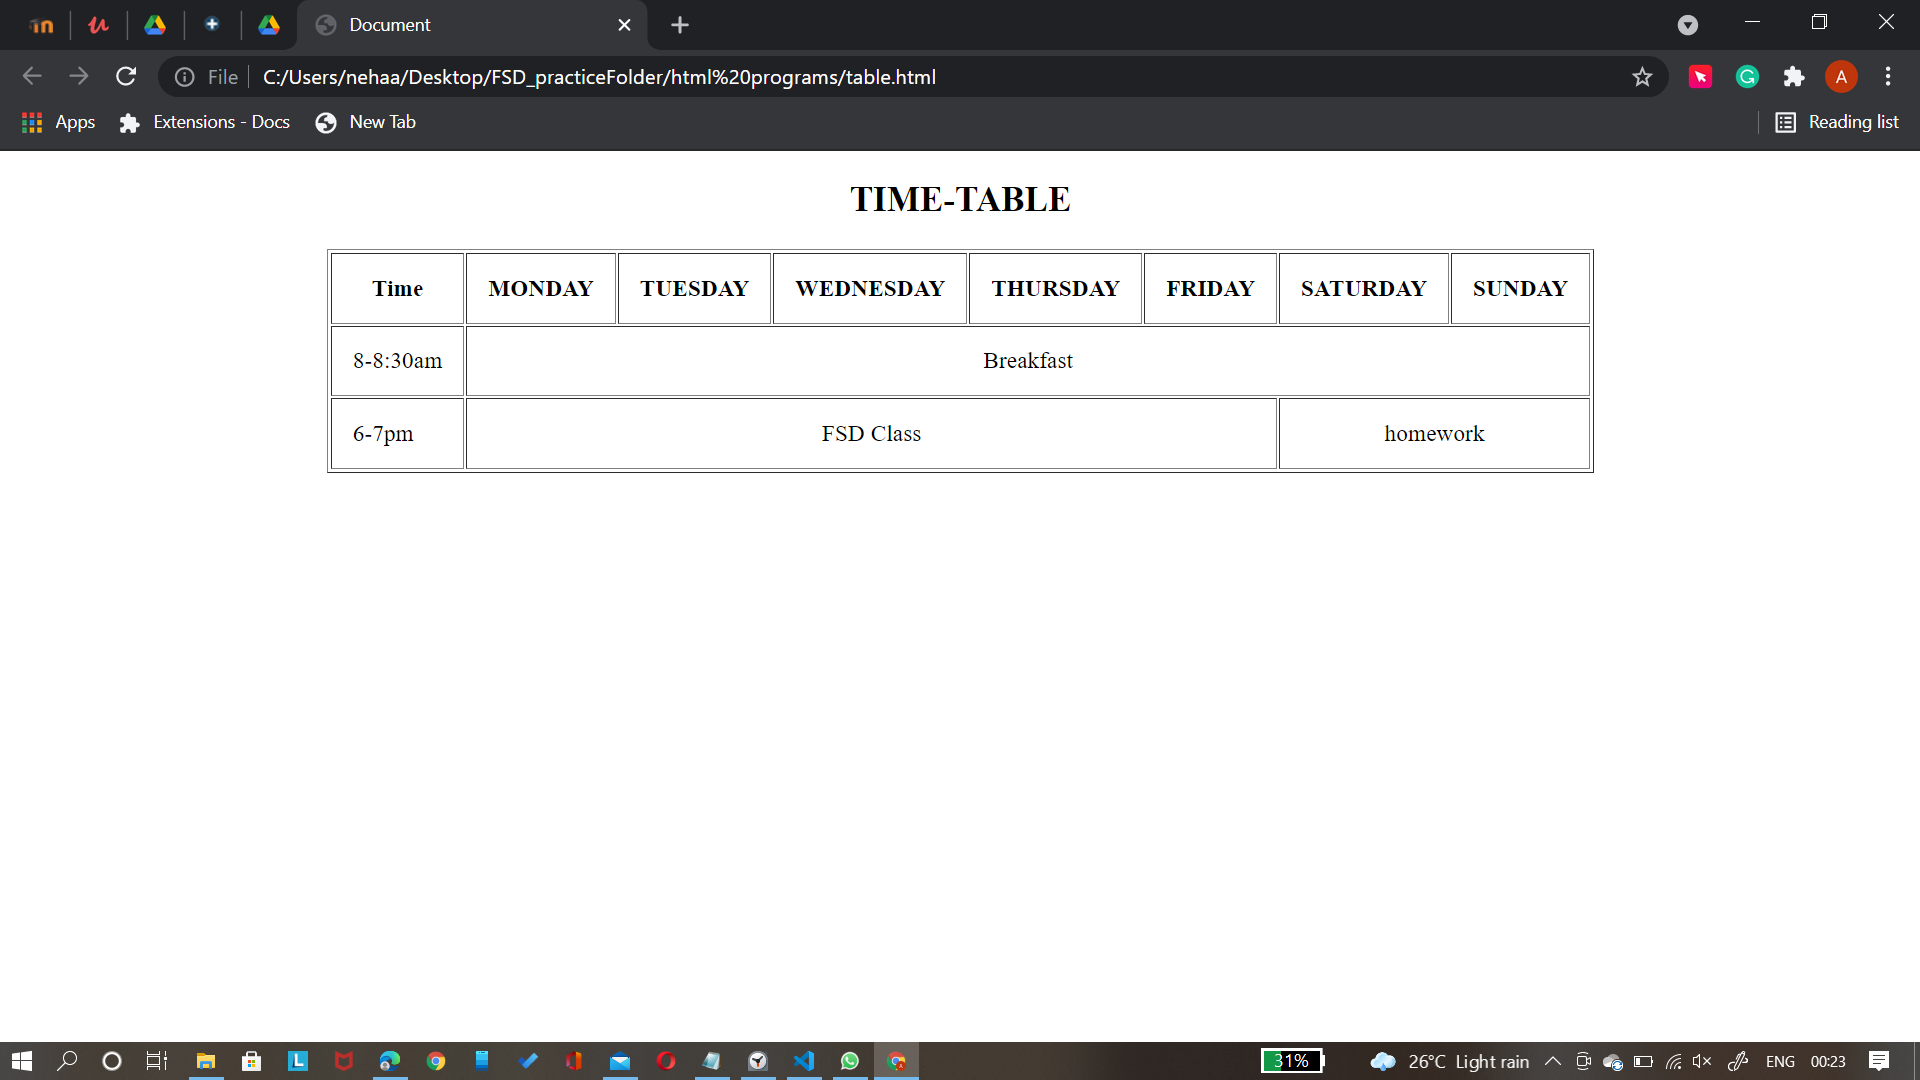 Document
File
C:/Users/nehaa/Desktop/FSD_practiceFolder/html%20programs/table.html
A
Apps Extensions - Docs New Tab Reading list
TIME-TABLE
Time MONDAY TUESDAY WEDNESDAY THURSDAY FRIDAY SATURDAY SUNDAY
8-8:30am Breakfast
6-7pm FSD Class homework
31% 26°C Light rain ENG 00:23